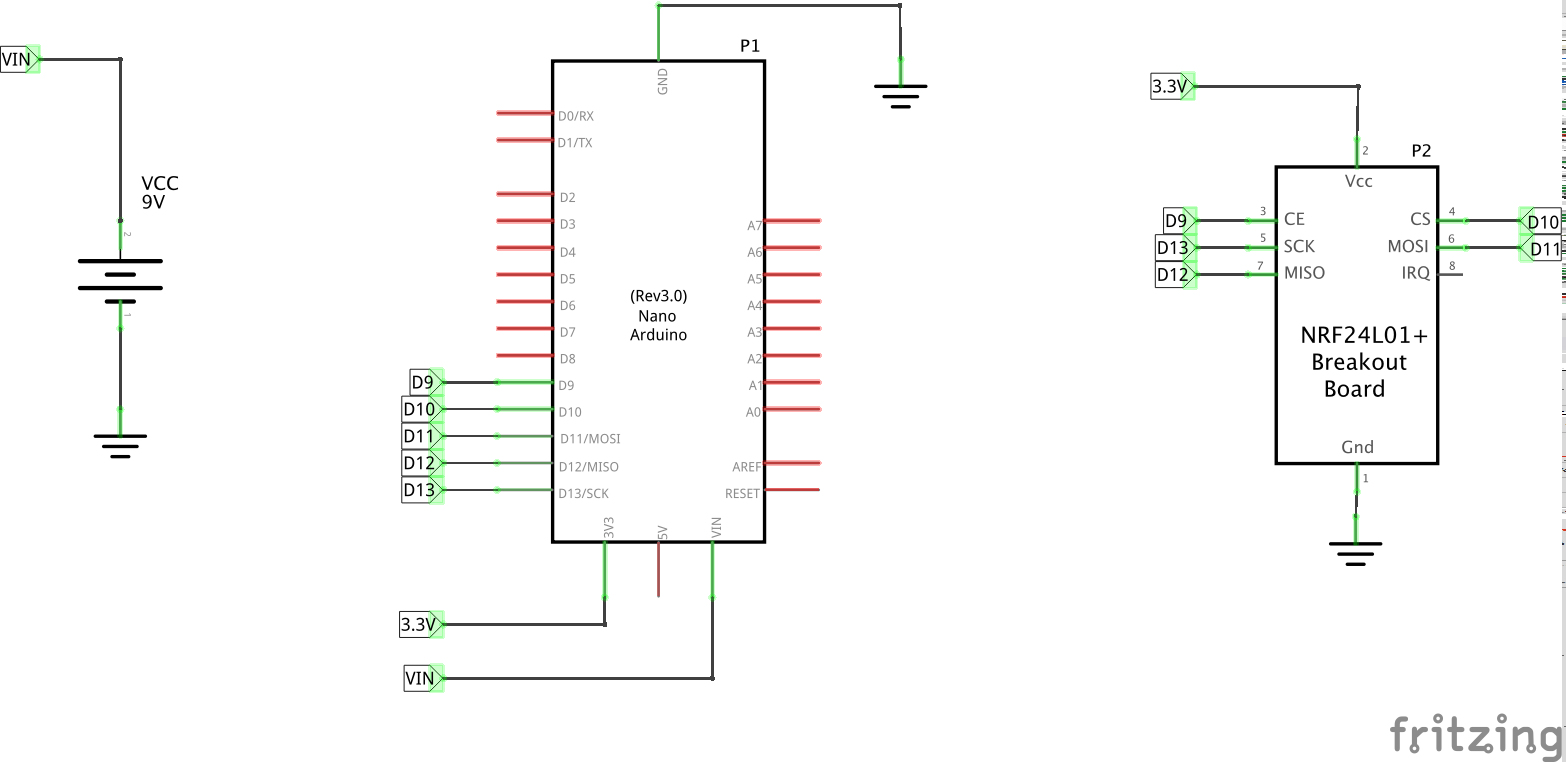 VIN
VCC
9V
2
1
P1
GND
D0/RX
D1/TX
D2
D3
D4
D5
D6
D7
D8
D9
D10
D11/MOSI
D12/MISO
D13/SCK
D9
D10
D11
D12
D13
(Rev3.0)
Nano
Arduino
A7
A6
A5
A4
A3
A2
A1
A0
AREF
RESET
3V3
5V
VIN
3.3V
VIN
3.3V
2
P2
Vcc
D9
3
CE
CS
4
D10
D13
5
SCK
MOSI
6
D11
D12
7
MISO
IRQ
8
NRF24L01+
Breakout
Board
Gnd
1
fritzing